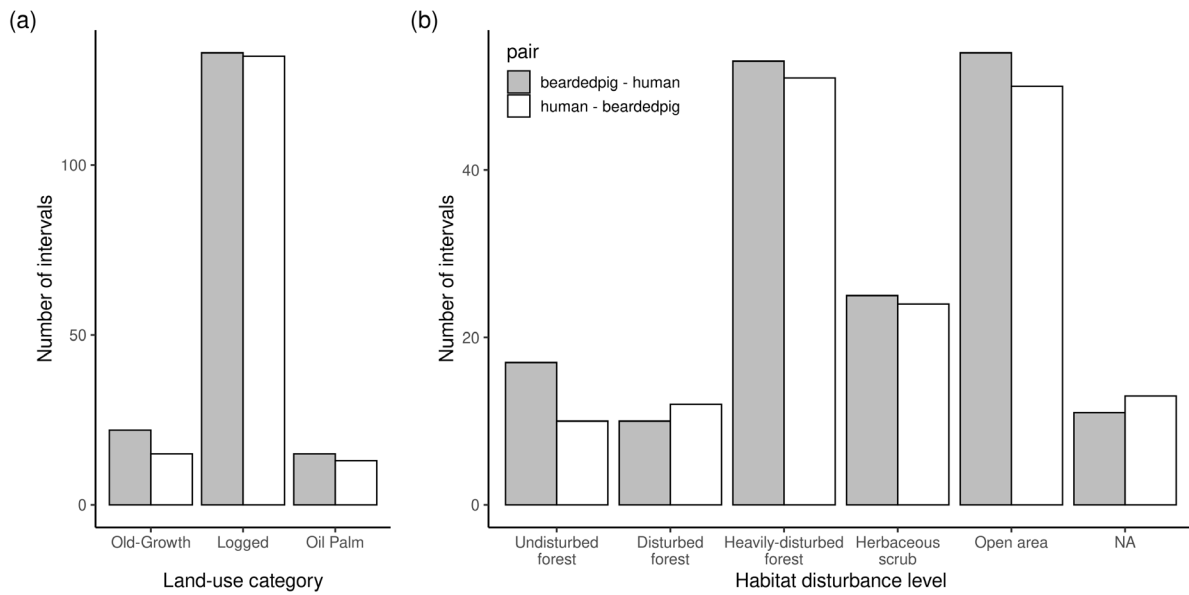 (a)
Number of intervals
100
50
0
Old-Growth
Logged
Oil Palm
Land-use category
(b)
pair
beardedpig - human
human - beardedpig
Number of intervals
40
20
0
Undisturbed
forest
Disturbed
forest
Heavily-disturbed
forest
Herbaceous
scrub
Open area
NA
Habitat disturbance level